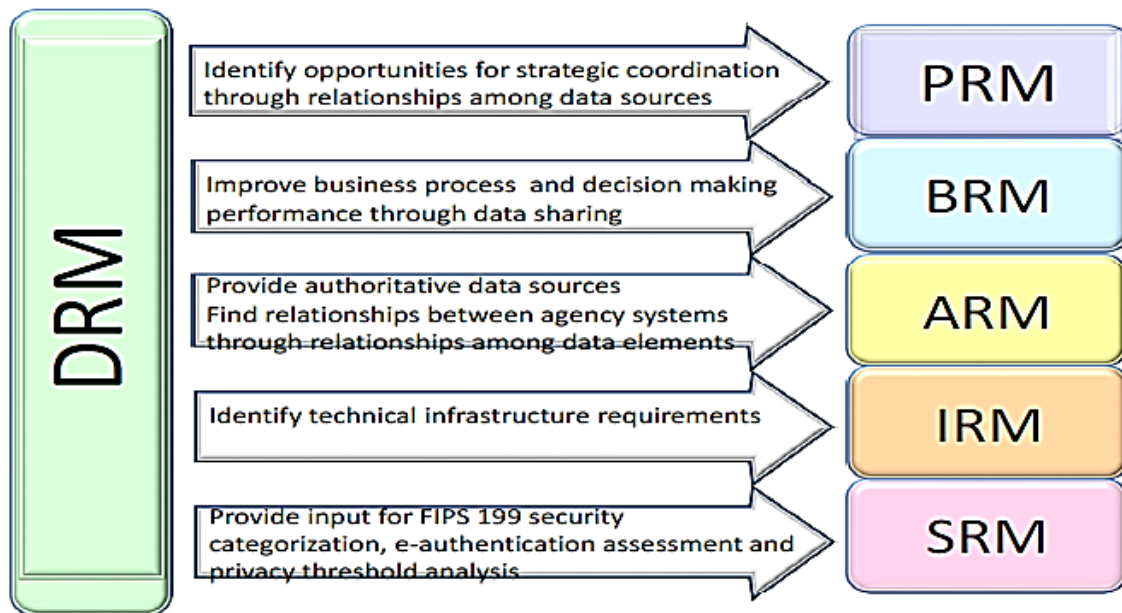 DRM
Identify opportunities for strategic coordination
through relationships among data sources
PRM
Improve business process and decision making
performance through data sharing
BRM
Provide authoritative data sources
Find relationships between agency systems
through relationships among data elements
ARM
Identify technical infrastructure requirements
IRM
Provide input for FIPS 199 security
categorization, e-authentication assessment and
privacy threshold analysis
SRM